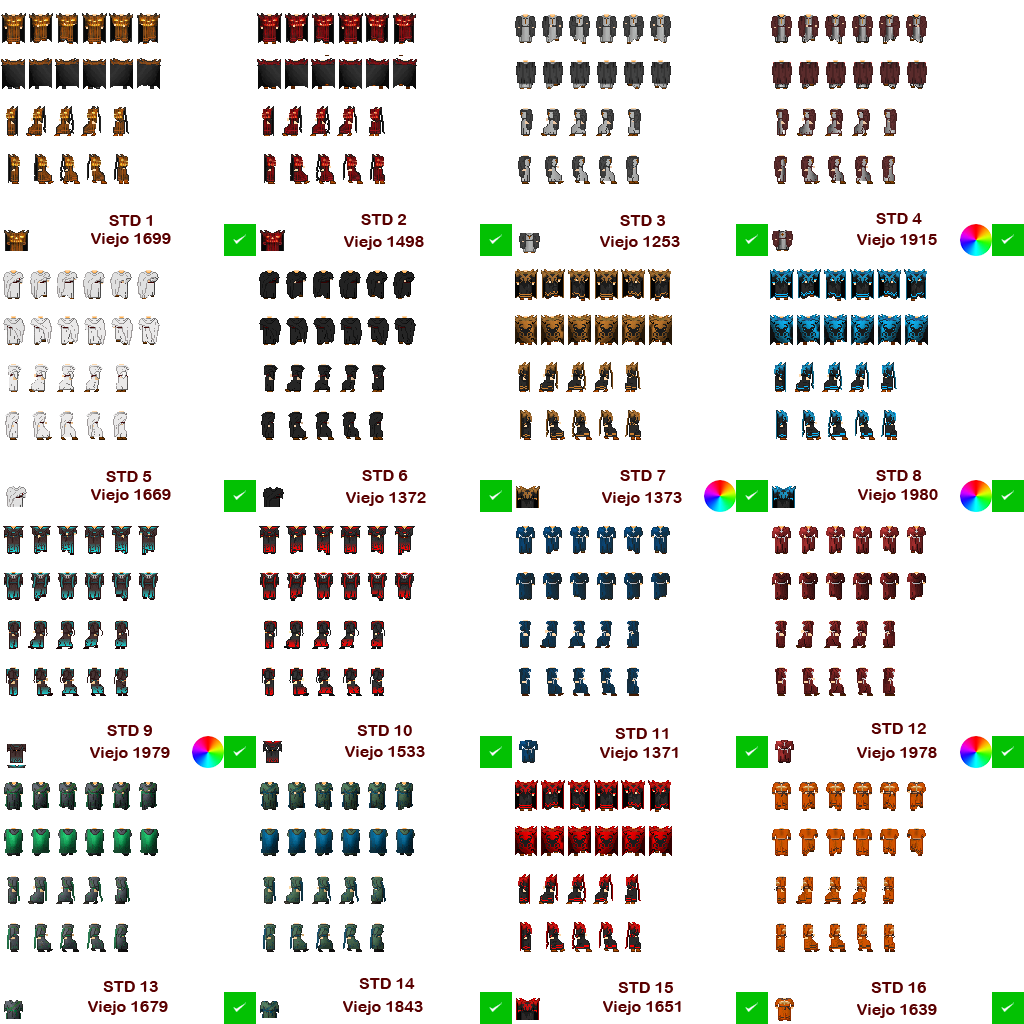 STD 1
Viejo 1699
STD 2
Viejo 1498
STD 3
Viejo 1253
STD 4
Viejo 1915
STD 5
Viejo 1669
STD 6
Viejo 1372
STD 7
Viejo 1373
STD 8
Viejo 1980
STD 9
Viejo 1979
STD 10
Viejo 1533
STD 11
Viejo 1371
STD 12
Viejo 1978
STD 13
Viejo 1679
STD 14
Viejo 1843
STD 15
Viejo 1651
STD 16
Viejo 1639